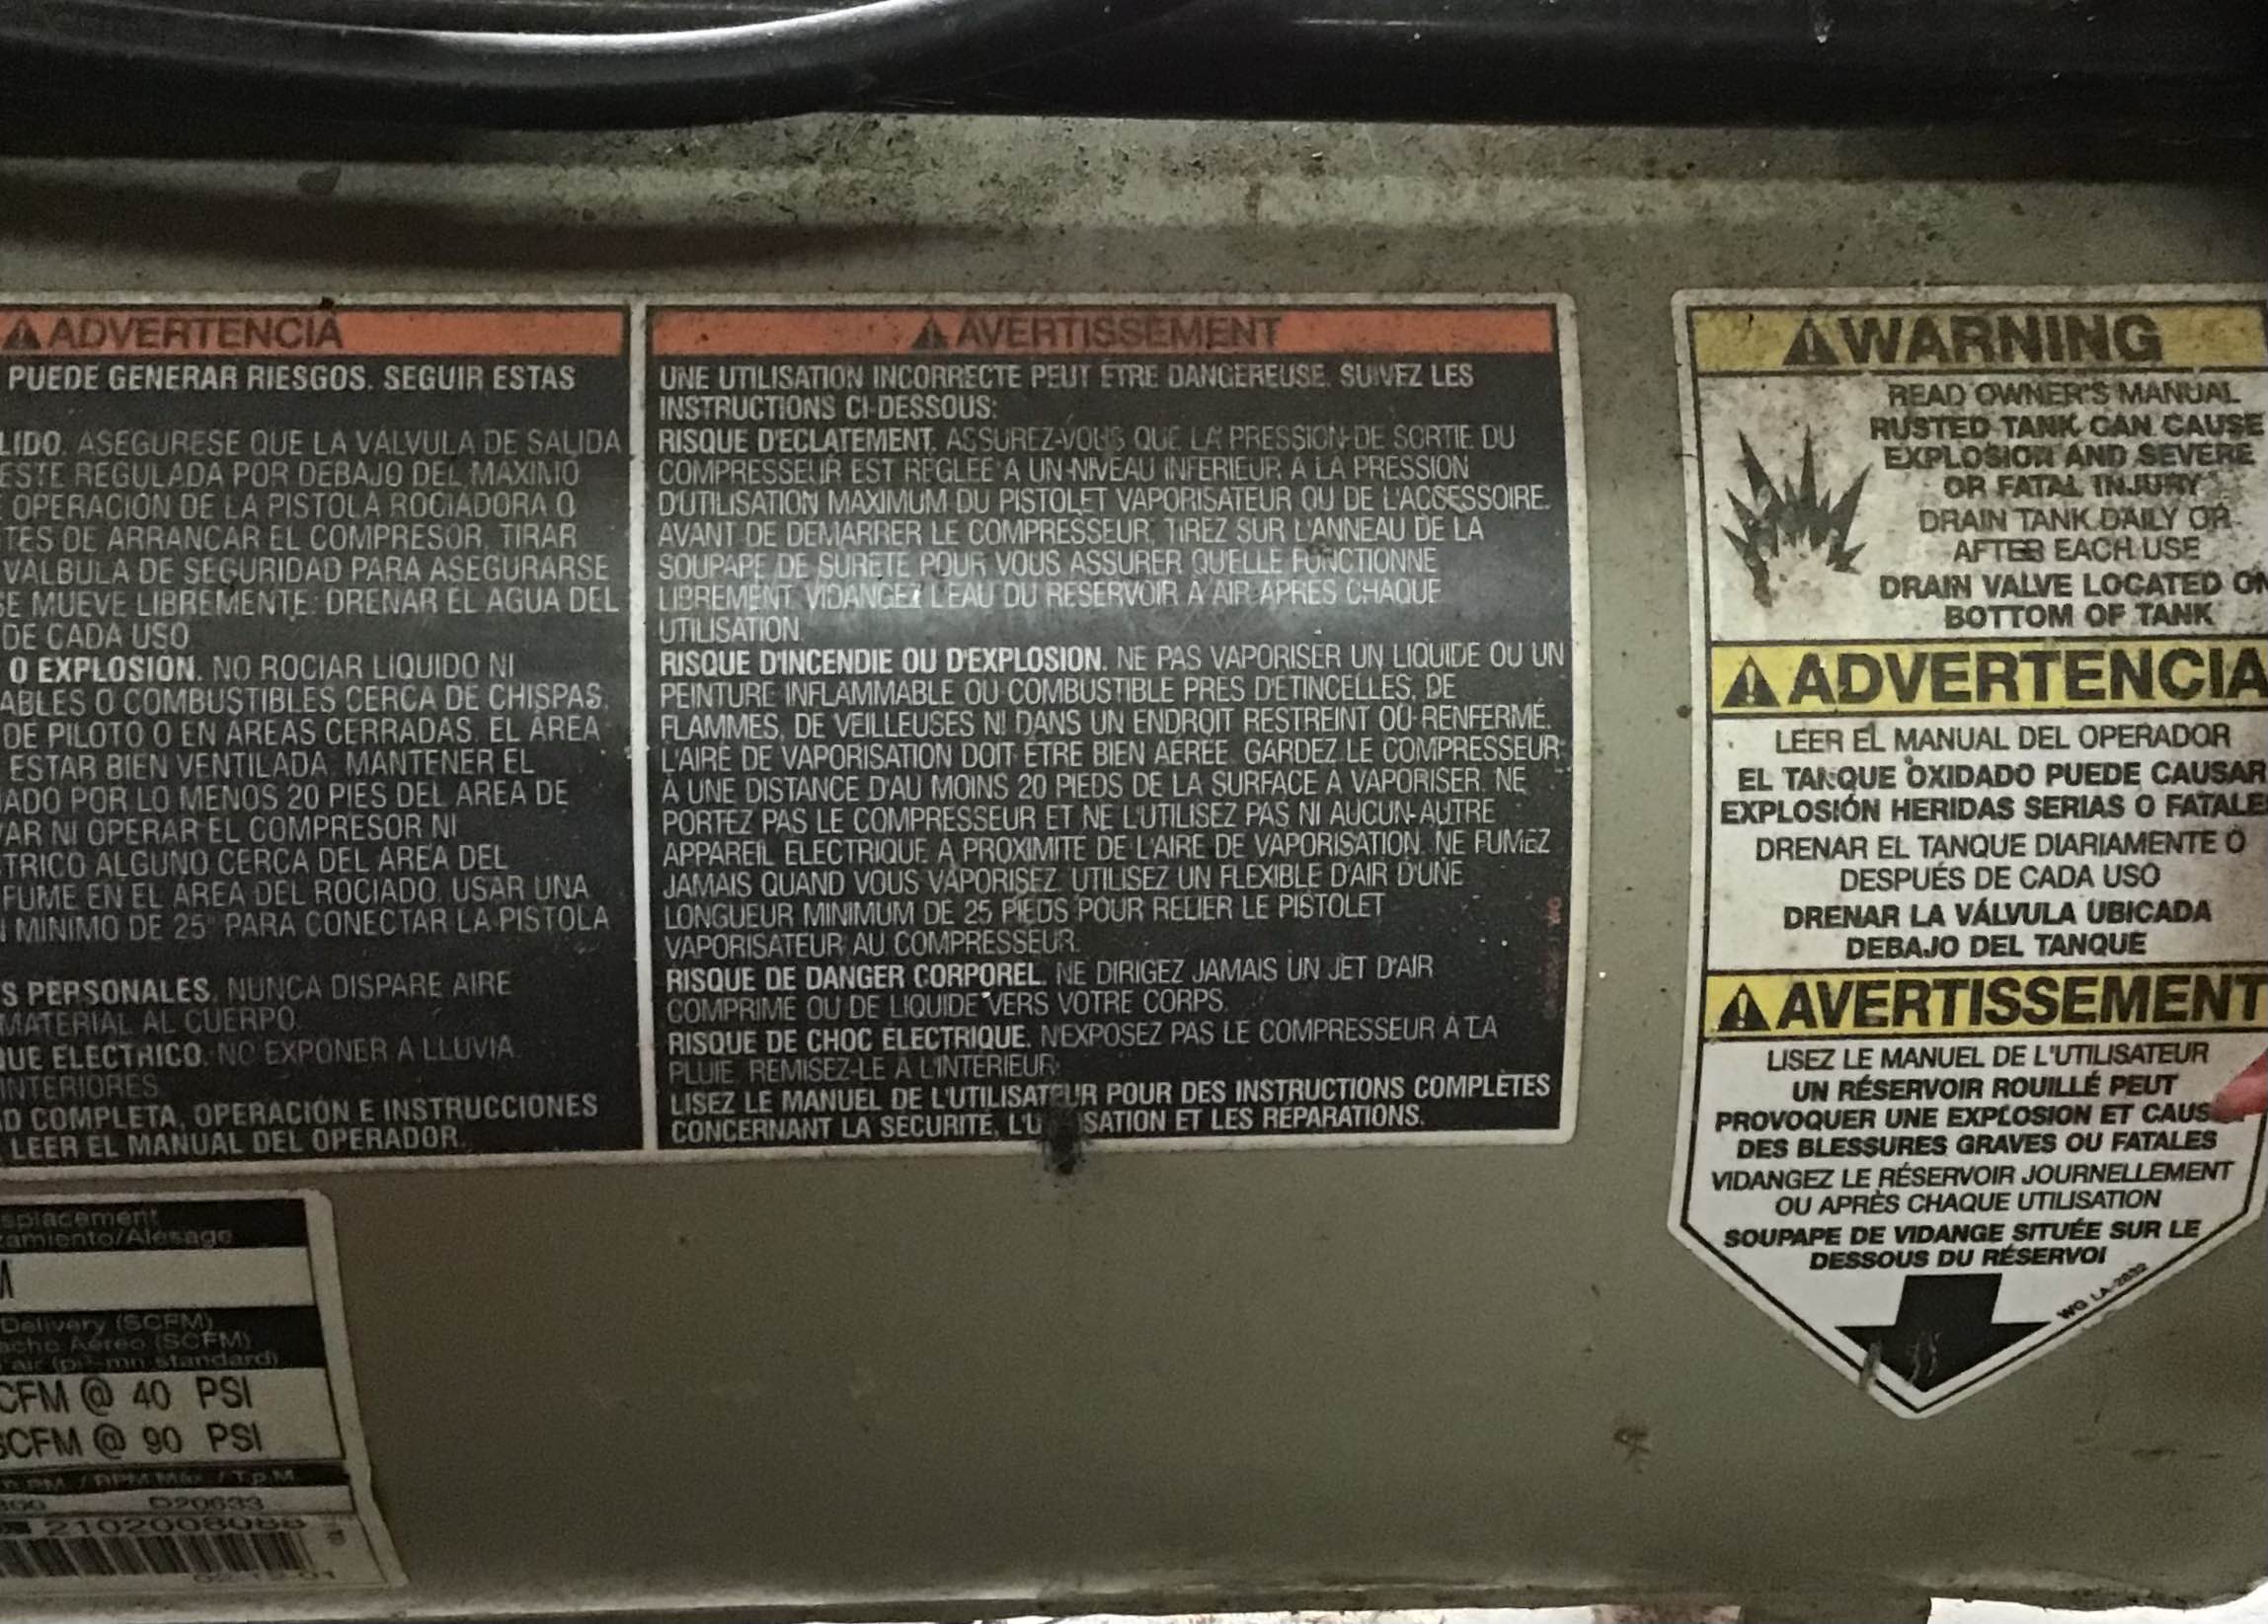 ADVERTENCIA
PUEDE GENERAR RIESGOS. SEGUIR ESTAS
LIDO. ASEGURESE QUE LA VÁLVULA DE SALIDA
ESTE REGULADA POR DEBAJO DEL MAXIMO
OPERACIÓN DE LA PISTOLA ROCIADORA O
TES DE ARRANCAR EL COMPRESOR, TIRAR
VALBULA DE SEGURIDAD PARA ASEGURARSE
SE MUEVE LIBREMENTE. DRENAR EL AGUA DEL
DE CADA USO
O EXPLOSIÓN. NO ROCIAR LIQUIDO NI
ABLES O COMBUSTIBLES CERCA DE CHISPAS,
DE PILOTO O EN ÁREAS CERRADAS. EL ÁREA
ESTAR BIEN VENTILADA. MANTENER EL
ADO POR LO MENOS 20 PIES DEL AREA DE
AR NI OPERAR EL COMPRESOR NI
TRICO ALGUNO CERCA DEL AREA DEL
FUME EN EL AREA DEL ROCIADO. USAR UNA
MINIMO DE 25" PARA CONECTAR LA PISTOLA
S PERSONALES. NUNCA DISPARE AIRE
MATERIAL AL CUERPO.
QUE ELECTRICO. NO EXPONER A LLUVIA.
INTERIORES.
D COMPLETA, OPERACIÓN E INSTRUCCIONES
LEER EL MANUAL DEL OPERADOR.
AVERTISSEMENT
UNE UTILISATION INCORRECTE PEUT ETRE DANGEREUSE. SUIVEZ LES
INSTRUCTIONS CI-DESSOUS:
RISQUE D'ECLATEMENT. ASSUREZ-VOUS QUE LA PRESSION DE SORTIE DU
COMPRESSEUR EST REGLEE A UN NIVEAU INFERIEUR A LA PRESSION
D'UTILISATION MAXIMUM DU PISTOLET VAPORISATEUR OU DE L'ACCESSOIRE.
AVANT DE DEMARRER LE COMPRESSEUR, TIREZ SUR L'ANNEAU DE LA
SOUPAPE DE SURETE POUR VOUS ASSURER QU'ELLE FONCTIONNE
LIBREMENT. VIDANGEZ L'EAU DU RESERVOIR A AIR APRES CHAQUE
UTILISATION.
RISQUE D'INCENDIE OU D'EXPLOSION. NE PAS VAPORISER UN LIQUIDE OU UN
PEINTURE INFLAMMABLE OU COMBUSTIBLE PRES D'ETINCELLES, DE
FLAMMES, DE VEILLEUSES NI DANS UN ENDROIT RESTREINT OU RENFERMÉ.
L'AIRE DE VAPORISATION DOIT ÊTRE BIEN AEREE. GARDEZ LE COMPRESSEUR
A UNE DISTANCE D'AU MOINS 20 PIEDS DE LA SURFACE A VAPORISER. NE
PORTEZ PAS LE COMPRESSEUR ET NE L'UTILISEZ PAS NI AUCUN AUTRE
APPAREIL ELECTRIQUE A PROXIMITE DE L'AIRE DE VAPORISATION. NE FUMEZ
JAMAIS QUAND VOUS VAPORISEZ. UTILISEZ UN FLEXIBLE D'AIR D'UNE
LONGUEUR MINIMUM DE 25 PIEDS POUR RELIER LE PISTOLET
VAPORISATEUR AU COMPRESSEUR.
RISQUE DE DANGER CORPOREL. NE DIRIGEZ JAMAIS UN JET D'AIR
COMPRIME OU DE LIQUIDE VERS VOTRE CORPS.
RISQUE DE CHOC ÉLECTRIQUE. N'EXPOSEZ PAS LE COMPRESSEUR À LA
PLUIE. REMISEZ-LE A L'INTÉRIEUR.
LISEZ LE MANUEL DE L'UTILISATEUR POUR DES INSTRUCTIONS COMPLÈTES
CONCERNANT LA SECURITE, L'U SATION ET LES RÉPARATIONS.
WARNING
READ OWNER'S MANUAL
RUSTED TANK CAN CAUSE
EXPLOSION AND SEVERE
OR FATAL INJURY
DRAIN TANK DAILY OR
AFTER EACH USE
DRAIN VALVE LOCATED ON
BOTTOM OF TANK
ADVERTENCIA
LEER EL MANUAL DEL OPERADOR
EL TANQUE OXIDADO PUEDE CAUSAR
EXPLOSIÓN HERIDAS SERIAS O FATALE
DRENAR EL TANQUE DIARIAMENTE O
DESPUÉS DE CADA USO
DRENAR LA VÁLVULA UBICADA
DEBAJO DEL TANQUE
AVERTISSEMENT
LISEZ LE MANUEL DE L'UTILISATEUR
UN RÉSERVOIR ROUILLÉ PEUT
PROVOQUER UNE EXPLOSION ET CAUS
DES BLESSURES GRAVES OU FATALES
VIDANGEZ LE RÉSERVOIR JOURNELLEMENT
OU APRÈS CHAQUE UTILISATION
SOUPAPE DE VIDANGE SITUÉE SUR LE
DESSOUS DU RÉSERVOI
WG LA-2832
splacement
zamiento/Alésage
M
Delivery (SCFM)
acho Aéreo (SCFM)
air (pi³-mn standard)
CFM @ 40 PSI
SCFM @ 90 PSI
RPM Máx. / T.p.M.
D20633
2102008088